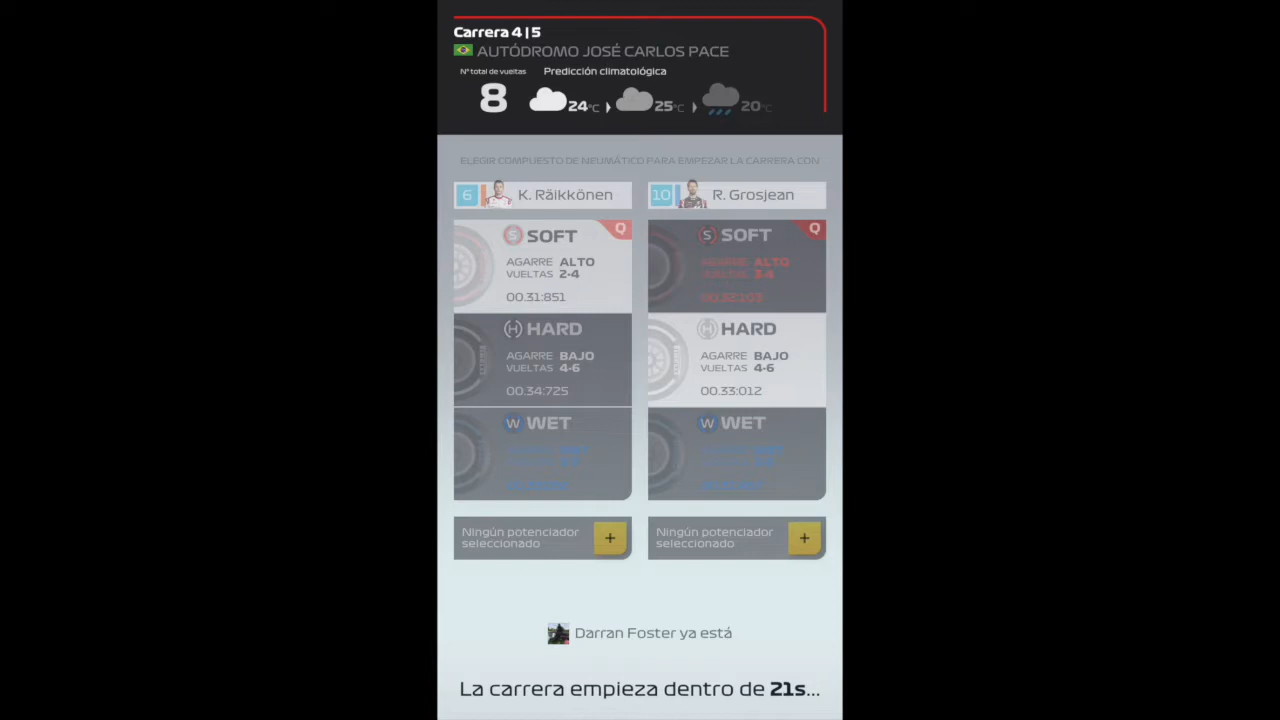 Carrera 4|5
AUTÓDROMO JOSÉ CARLOS PACE
Nº total de vueltas
Predicción climatológica
8
24°C
25°C
20°C
ELEGIR COMPUESTO DE NEUMÁTICO PARA EMPEZAR LA CARRERA CON
6 K. Räikkönen
S SOFT Q
AGARRE ALTO
VUELTAS 2-4
00.31:851
H HARD
AGARRE BAJO
VUELTAS 4-6
00.34:725
W WET
Ningún potenciador
seleccionado
+
10 R. Grosjean
S SOFT Q
AGARRE ALTO
VUELTAS 3-4
H HARD
AGARRE BAJO
VUELTAS 4-6
00.33:012
W WET
Ningún potenciador
seleccionado
+
Darran Foster ya está
La carrera empieza dentro de 21s...